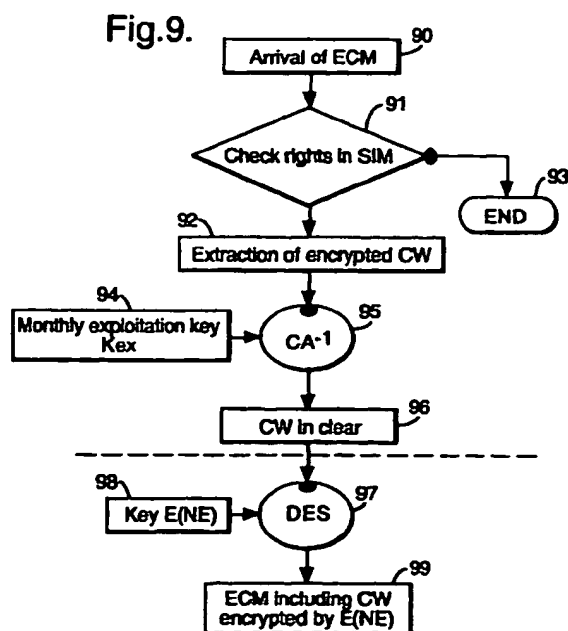 Fig.9.
90
Arrival of ECM
91
Check rights in SIM
93
END
92
Extraction of encrypted CW
94
Monthly exploitation key
Kex
95
CA-1
96
CW in clear
98
Key E(NE)
97
DES
99
ECM including CW
encrypted by E(NE)